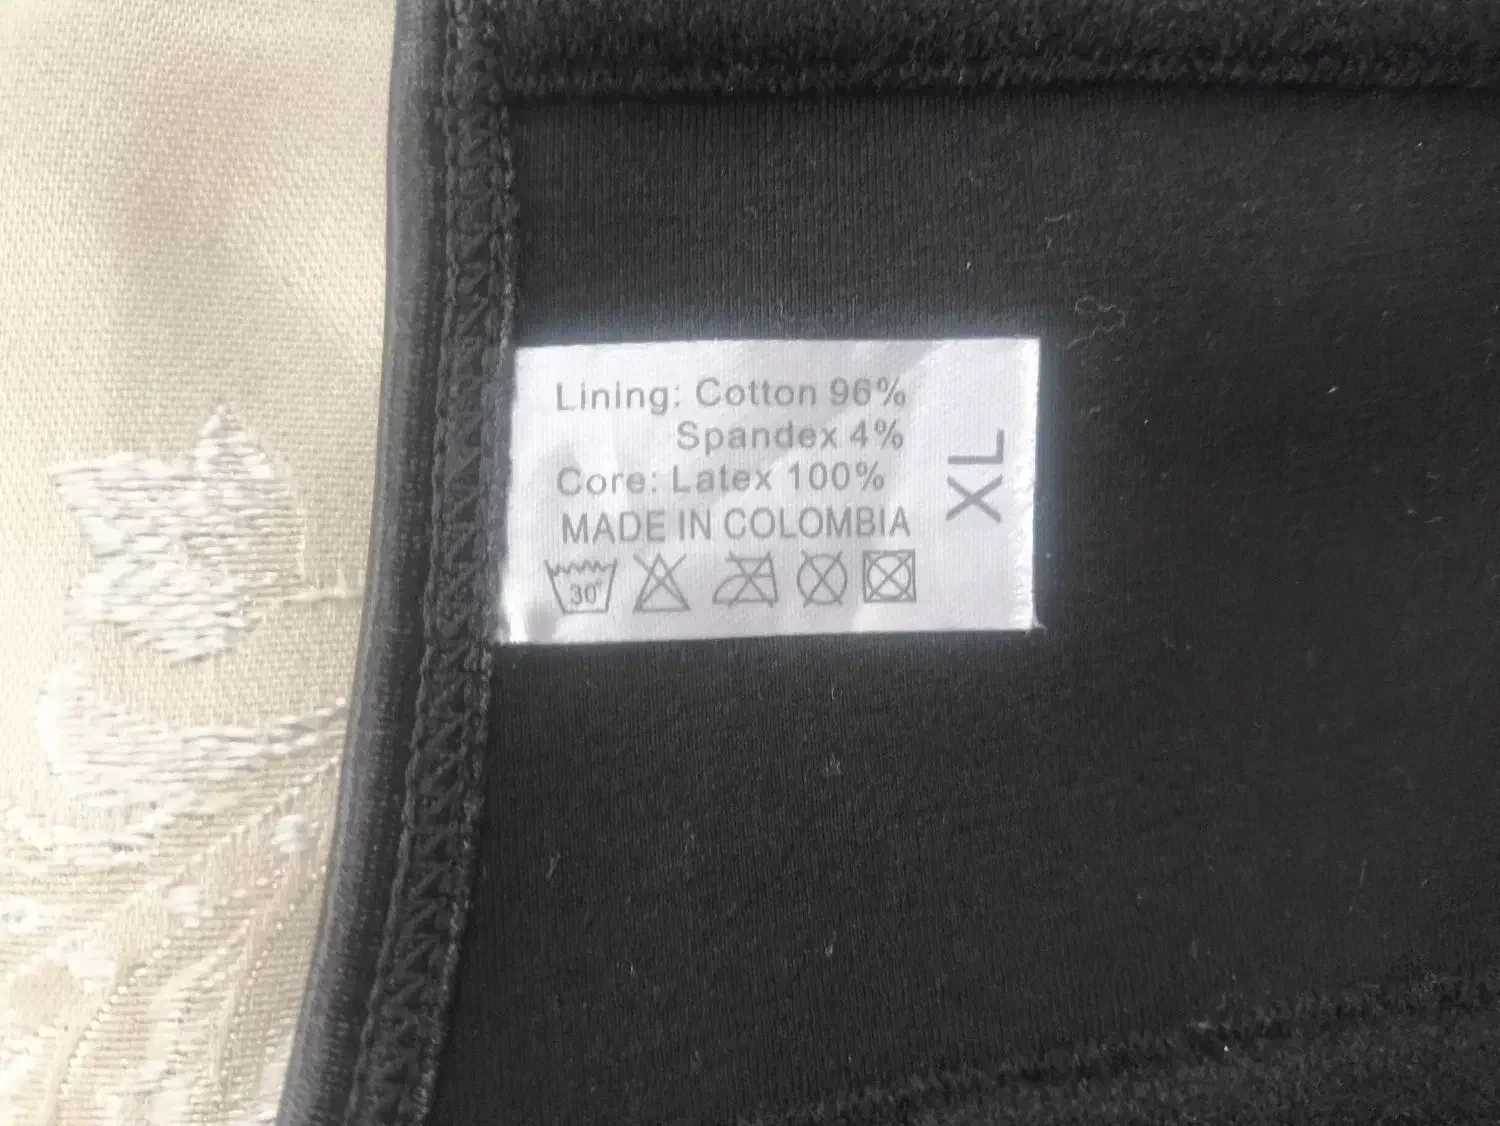 Lining: Cotton 96%
Spandex 4%
Core: Latex 100%
MADE IN COLOMBIA
30°
XL